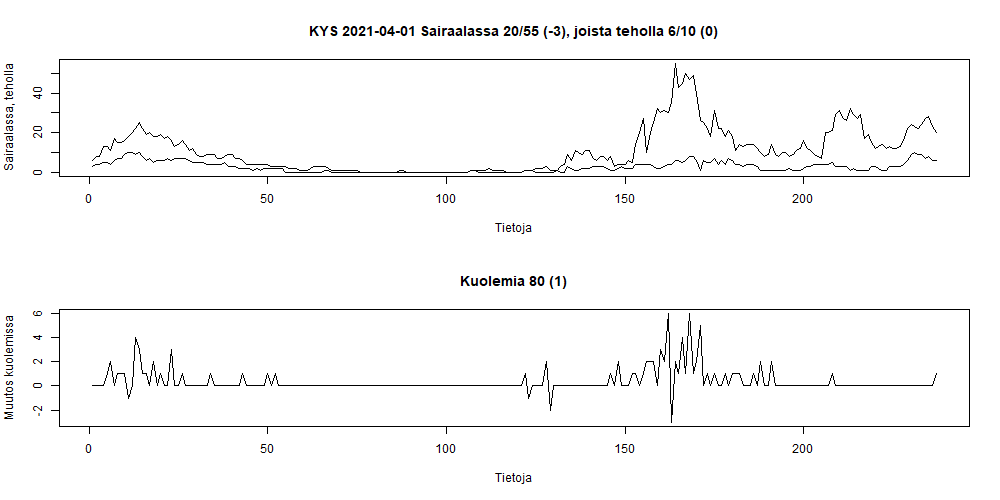 KYS 2021-04-01 Sairaalassa 20/55 (-3), joista teholla 6/10 (0)
Sairaalassa, teholla
0 20 40
0 50 100 150 200
Tietoja
Kuolemia 80 (1)
Muutos kuolemissa
-2 0 2 4 6
0 50 100 150 200
Tietoja